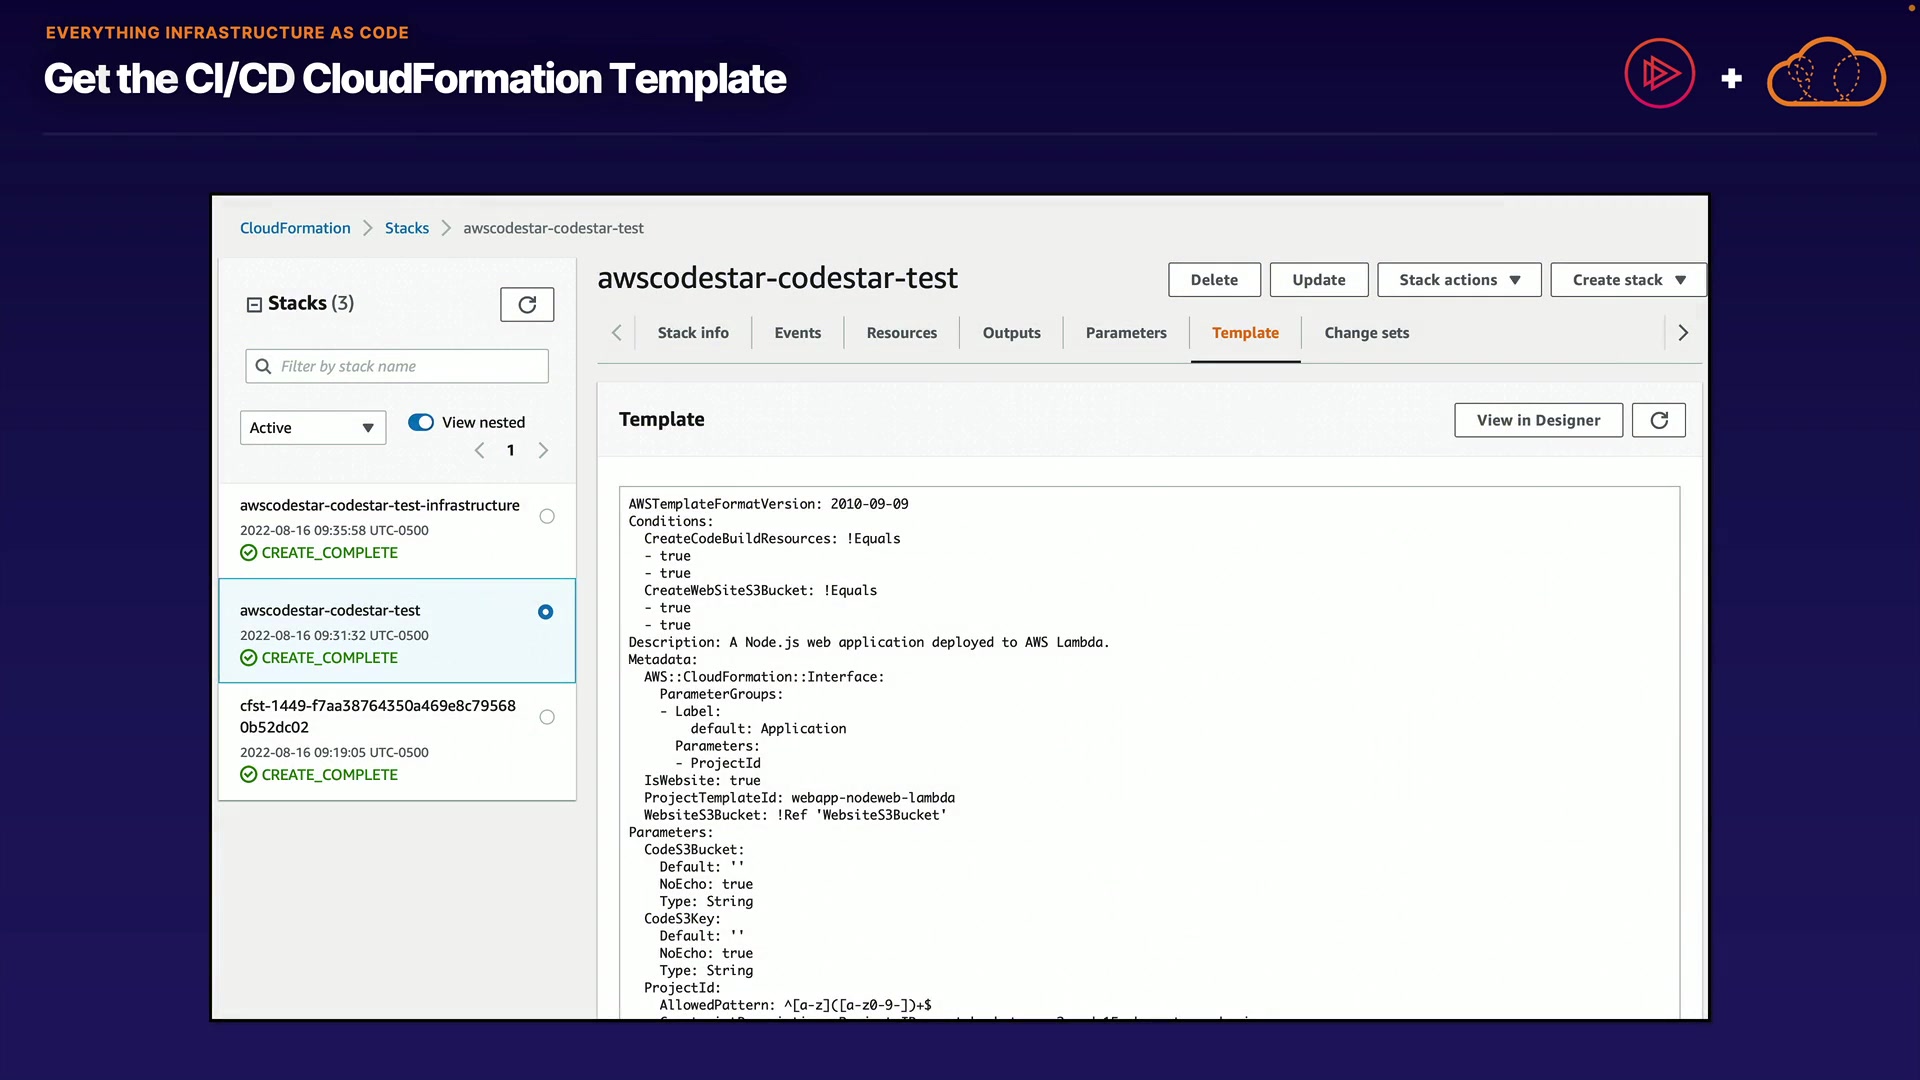 EVERYTHING INFRASTRUCTURE AS CODE
Get the CI/CD CloudFormation Template
CloudFormation > Stacks > awscodestar-codestar-test
Stacks (3)
Filter by stack name
Active
View nested
1
awscodestar-codestar-test-infrastructure
2022-08-16 09:35:58 UTC-0500
CREATE_COMPLETE
awscodestar-codestar-test
2022-08-16 09:31:32 UTC-0500
CREATE_COMPLETE
cfst-1449-f7aa38764350a469e8c79568
0b52dc02
2022-08-16 09:19:05 UTC-0500
CREATE_COMPLETE
awscodestar-codestar-test
Delete
Update
Stack actions
Create stack
Stack info
Events
Resources
Outputs
Parameters
Template
Change sets
Template
View in Designer
AWSTemplateFormatVersion: 2010-09-09
Conditions:
  CreateCodeBuildResources: !Equals
  - true
  - true
  CreateWebSiteS3Bucket: !Equals
  - true
  - true
Description: A Node.js web application deployed to AWS Lambda.
Metadata:
  AWS::CloudFormation::Interface:
    ParameterGroups:
    - Label:
        default: Application
      Parameters:
      - ProjectId
  IsWebsite: true
  ProjectTemplateId: webapp-nodeweb-lambda
  WebsiteS3Bucket: !Ref 'WebsiteS3Bucket'
Parameters:
  CodeS3Bucket:
    Default: ''
    NoEcho: true
    Type: String
  CodeS3Key:
    Default: ''
    NoEcho: true
    Type: String
  ProjectId:
    AllowedPattern: ^[a-z]([a-z0-9-])+$